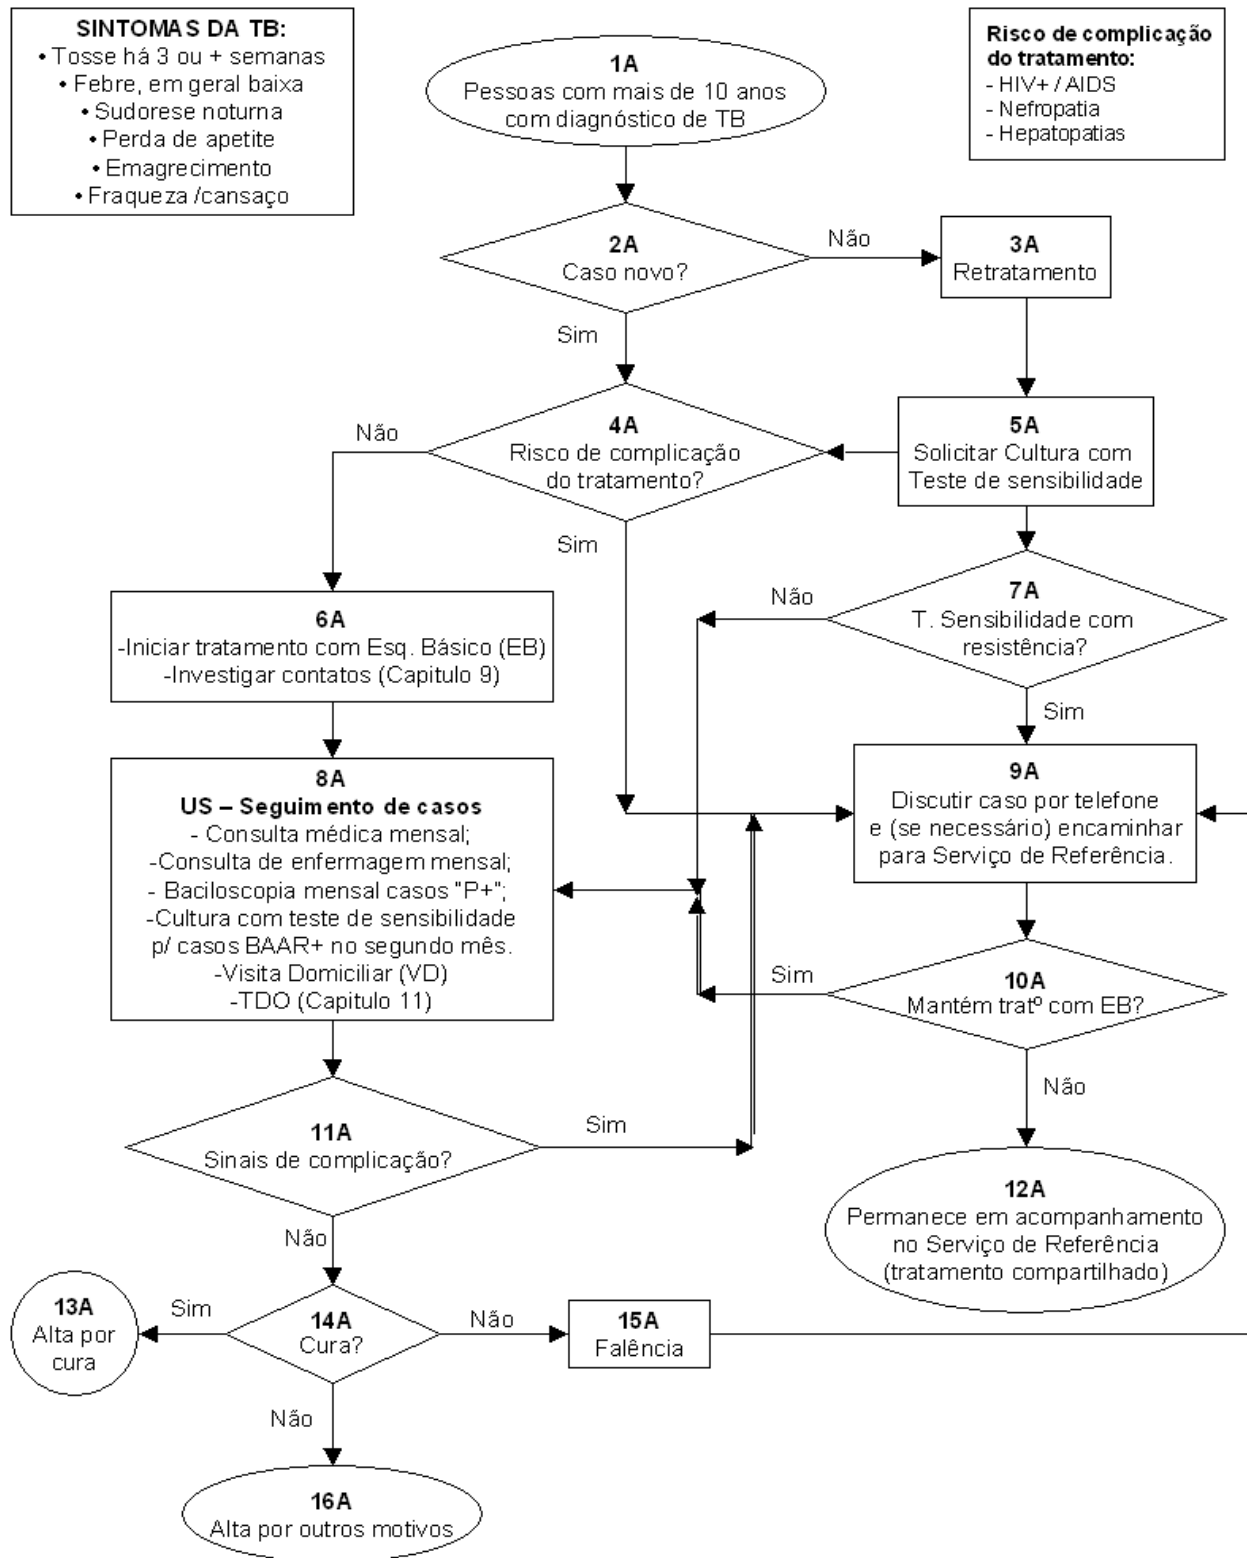 SINTOMAS DA TB:
• Tosse há 3 ou + semanas
• Febre, em geral baixa
• Sudorese noturna
• Perda de apetite
• Emagrecimento
• Fraqueza /cansaço
1A
Pessoas com mais de 10 anos
com diagnóstico de TB
Risco de complicação
do tratamento:
- HIV+ / AIDS
- Nefropatia
- Hepatopatias
2A
Caso novo?
Não
3A
Retratamento
Sim
4A
Risco de complicação
do tratamento?
Não
Sim
5A
Solicitar Cultura com
Teste de sensibilidade
6A
-Iniciar tratamento com Esq. Básico (EB)
-Investigar contatos (Capitulo 9)
7A
T. Sensibilidade com
resistência?
Não
Sim
8A
US – Seguimento de casos
- Consulta médica mensal;
-Consulta de enfermagem mensal;
- Baciloscopia mensal casos "P+";
-Cultura com teste de sensibilidade
p/ casos BAAR+ no segundo mês.
-Visita Domiciliar (VD)
-TDO (Capitulo 11)
9A
Discutir caso por telefone
e (se necessário) encaminhar
para Serviço de Referência.
10A
Mantém tratº com EB?
Sim
Não
11A
Sinais de complicação?
Sim
Não
12A
Permanece em acompanhamento
no Serviço de Referência
(tratamento compartilhado)
13A
Alta por
cura
Sim
14A
Cura?
Não
15A
Falência
Não
16A
Alta por outros motivos